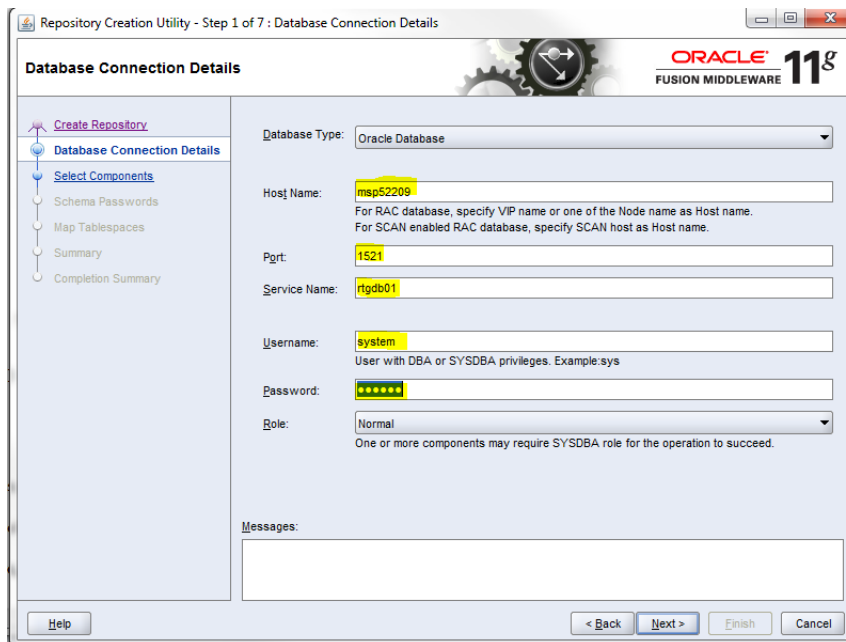 Repository Creation Utility - Step 1 of 7 : Database Connection Details
Database Connection Details
ORACLE
FUSION MIDDLEWARE
11g
Create Repository
Database Connection Details
Select Components
Schema Passwords
Map Tablespaces
Summary
Completion Summary
Database Type: Oracle Database
Host Name: msp52209
For RAC database, specify VIP name or one of the Node name as Host name.
For SCAN enabled RAC database, specify SCAN host as Host name.
Port: 1521
Service Name: rtgdb01
Username: system
User with DBA or SYSDBA privileges. Example:sys
Password: ●●●●●●
Role: Normal
One or more components may require SYSDBA role for the operation to succeed.
Messages:
Help < Back Next > Finish Cancel